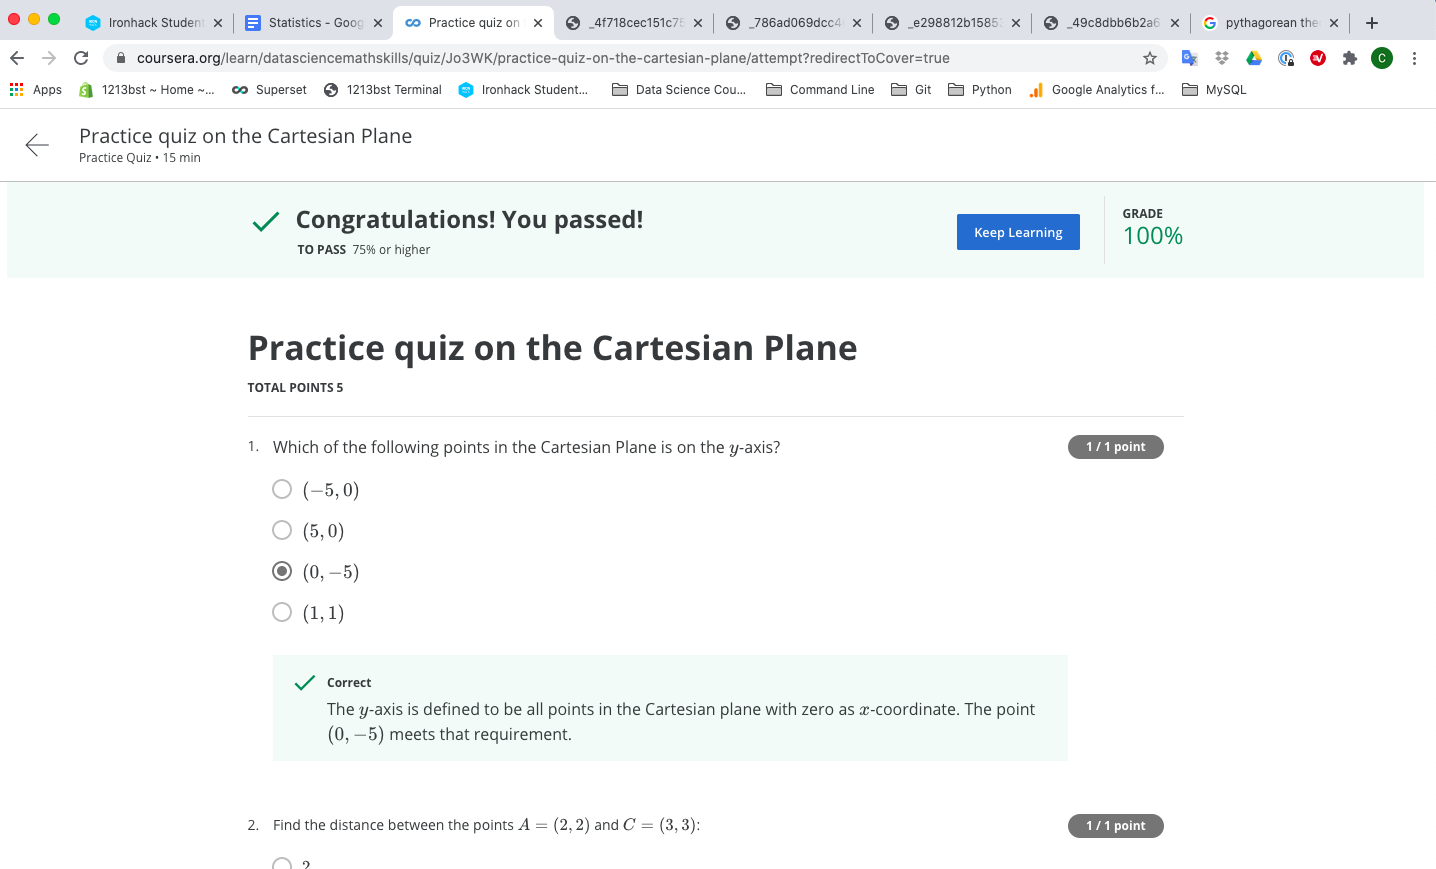 Ironhack Student
Statistics - Goog
Practice quiz on
_4f718cec151c75
_786ad069dcc4
_e298812b1585
_49c8dbb6b2a6
pythagorean the
coursera.org/learn/datasciencemathskills/quiz/Jo3WK/practice-quiz-on-the-cartesian-plane/attempt?redirectToCover=true
C
Apps
1213bst ~ Home ~...
Superset
1213bst Terminal
Ironhack Student...
Data Science Cou...
Command Line
Git
Python
Google Analytics f...
MySQL
Practice quiz on the Cartesian Plane
Practice Quiz • 15 min
Congratulations! You passed!
TO PASS 75% or higher
Keep Learning
GRADE
100%
Practice quiz on the Cartesian Plane
TOTAL POINTS 5
1. Which of the following points in the Cartesian Plane is on the y-axis?
1 / 1 point
(−5, 0)
(5, 0)
(0, −5)
(1, 1)
Correct
The y-axis is defined to be all points in the Cartesian plane with zero as x-coordinate. The point
(0, −5) meets that requirement.
2. Find the distance between the points A = (2, 2) and C = (3, 3):
1 / 1 point
2